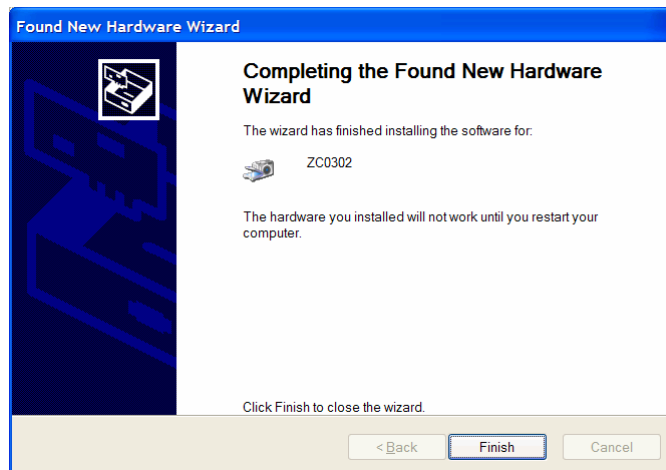 Found New Hardware Wizard
Completing the Found New Hardware
Wizard
The wizard has finished installing the software for:
ZC0302
The hardware you installed will not work until you restart your
computer.
Click Finish to close the wizard.
< Back
Finish
Cancel